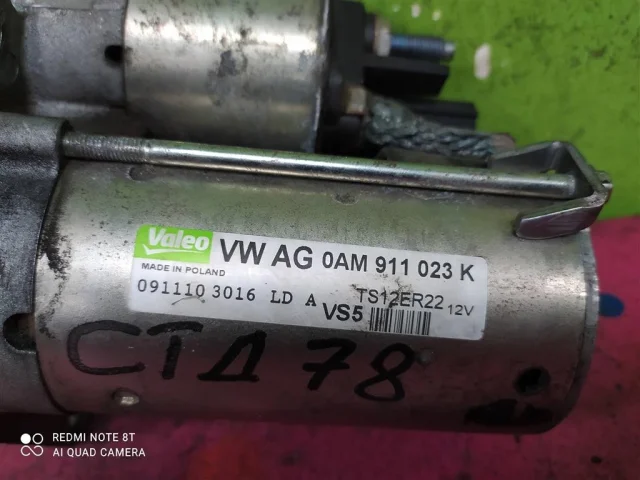 Valeo
VW AG 0AM 911 023 K
MADE IN POLAND
091110 3016 LD A
TS12ER22 12V
VS5
СТД 78
REDMI NOTE 8T
AI QUAD CAMERA